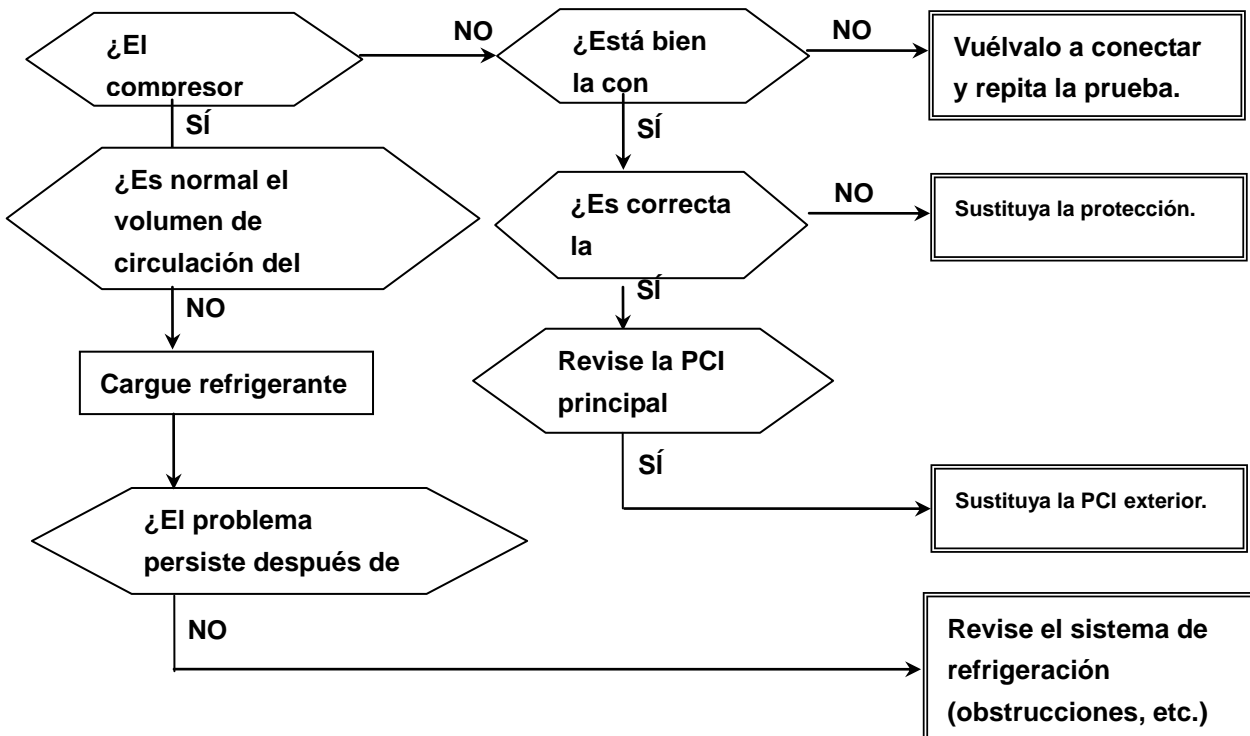 ¿El
compresor
NO
¿Está bien
la con
NO
Vuélvalo a conectar
y repita la prueba.
SÍ
SÍ
¿Es normal el
volumen de
circulación del
¿Es correcta
la
NO
Sustituya la protección.
NO
SÍ
Cargue refrigerante
Revise la PCI
principal
SÍ
¿El problema
persiste después de
Sustituya la PCI exterior.
NO
Revise el sistema de
refrigeración
(obstrucciones, etc.)